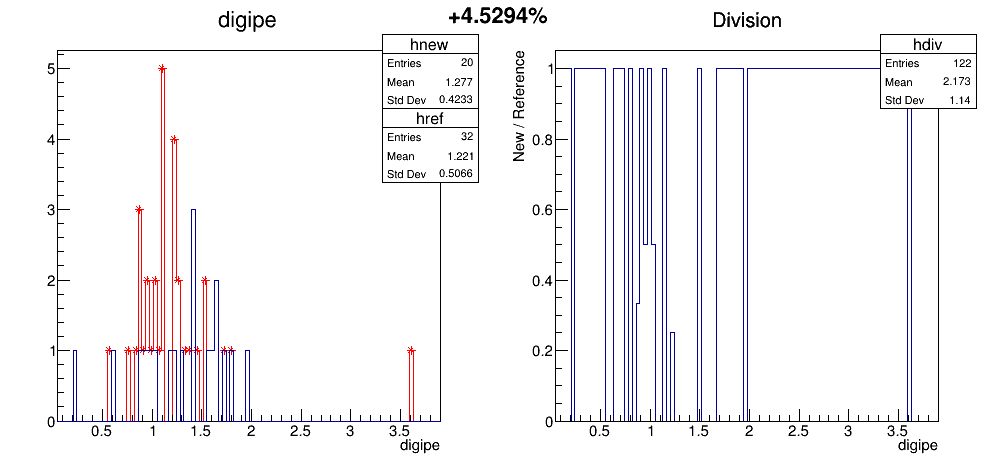 +4.5294%
digipe
hnew
Entries 20
Mean 1.277
Std Dev 0.4233
href
Entries 32
Mean 1.221
Std Dev 0.5066
5
4
3
2
1
0
0.5 1 1.5 2 2.5 3 3.5
digipe
Division
hdiv
Entries 122
Mean 2.173
Std Dev 1.14
New / Reference
1
0.8
0.6
0.4
0.2
0
0.5 1 1.5 2 2.5 3 3.5
digipe